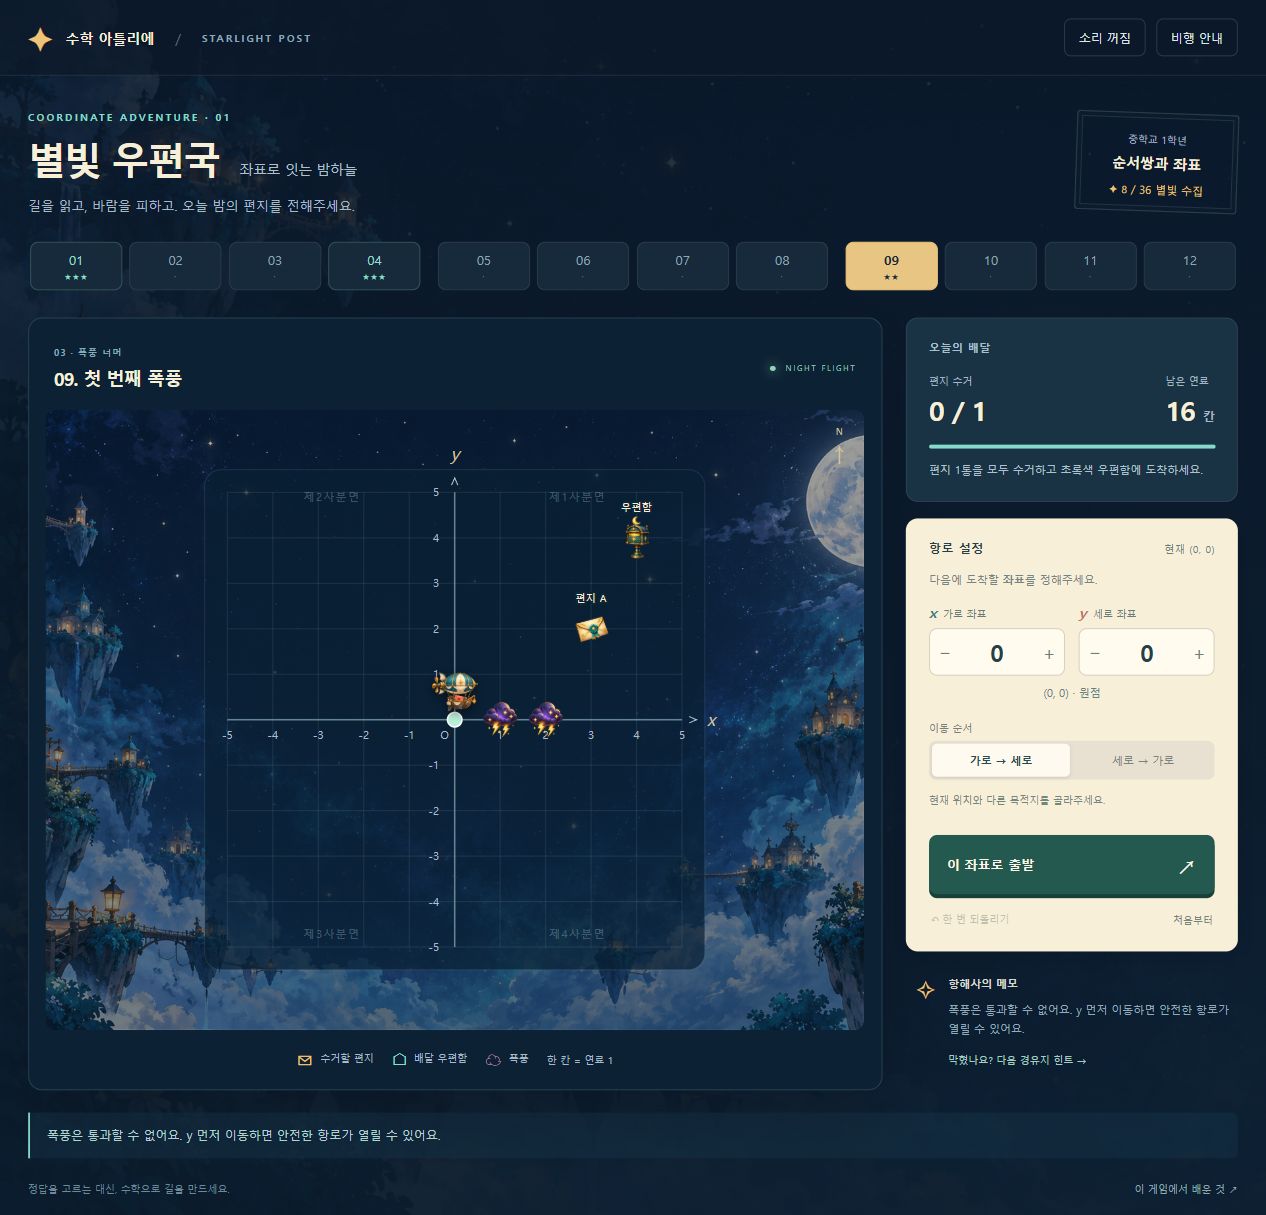 수학 아틀리에 / STARLIGHT POST
소리 꺼짐
비행 안내
COORDINATE ADVENTURE · 01
별빛 우편국 좌표로 잇는 밤하늘
길을 읽고, 바람을 피하고. 오늘 밤의 편지를 전해주세요.
중학교 1학년
순서쌍과 좌표
✦ 8 / 36 별빛 수집
01 02 03 04 05 06 07 08 09 10 11 12
★★★ · · ★★★ · · · · ★★ · · ·
03 · 폭풍 너머
09. 첫 번째 폭풍
NIGHT FLIGHT
N
y
제2사분면
제1사분면
5
우편함
4
3
편지 A
2
1
x
-5 -4 -3 -2 -1 O 1 2 3 4 5
-1
-2
-3
-4
제3사분면
제4사분면
-5
수거할 편지 배달 우편함 폭풍 한 칸 = 연료 1
오늘의 배달
편지 수거 남은 연료
0 / 1 16 칸
편지 1통을 모두 수거하고 초록색 우편함에 도착하세요.
항로 설정 현재 (0, 0)
다음에 도착할 좌표를 정해주세요.
x 가로 좌표 y 세로 좌표
− 0 + − 0 +
(0, 0) · 원점
이동 순서
가로 → 세로 세로 → 가로
현재 위치와 다른 목적지를 골라주세요.
이 좌표로 출발 ↗
↶ 한 번 되돌리기 처음부터
항해사의 메모
폭풍은 통과할 수 없어요. y 먼저 이동하면 안전한 항로가
열릴 수 있어요.
막혔나요? 다음 경유지 힌트 →
폭풍은 통과할 수 없어요. y 먼저 이동하면 안전한 항로가 열릴 수 있어요.
정답을 고르는 대신, 수학으로 길을 만드세요.
이 게임에서 배운 것 ↗